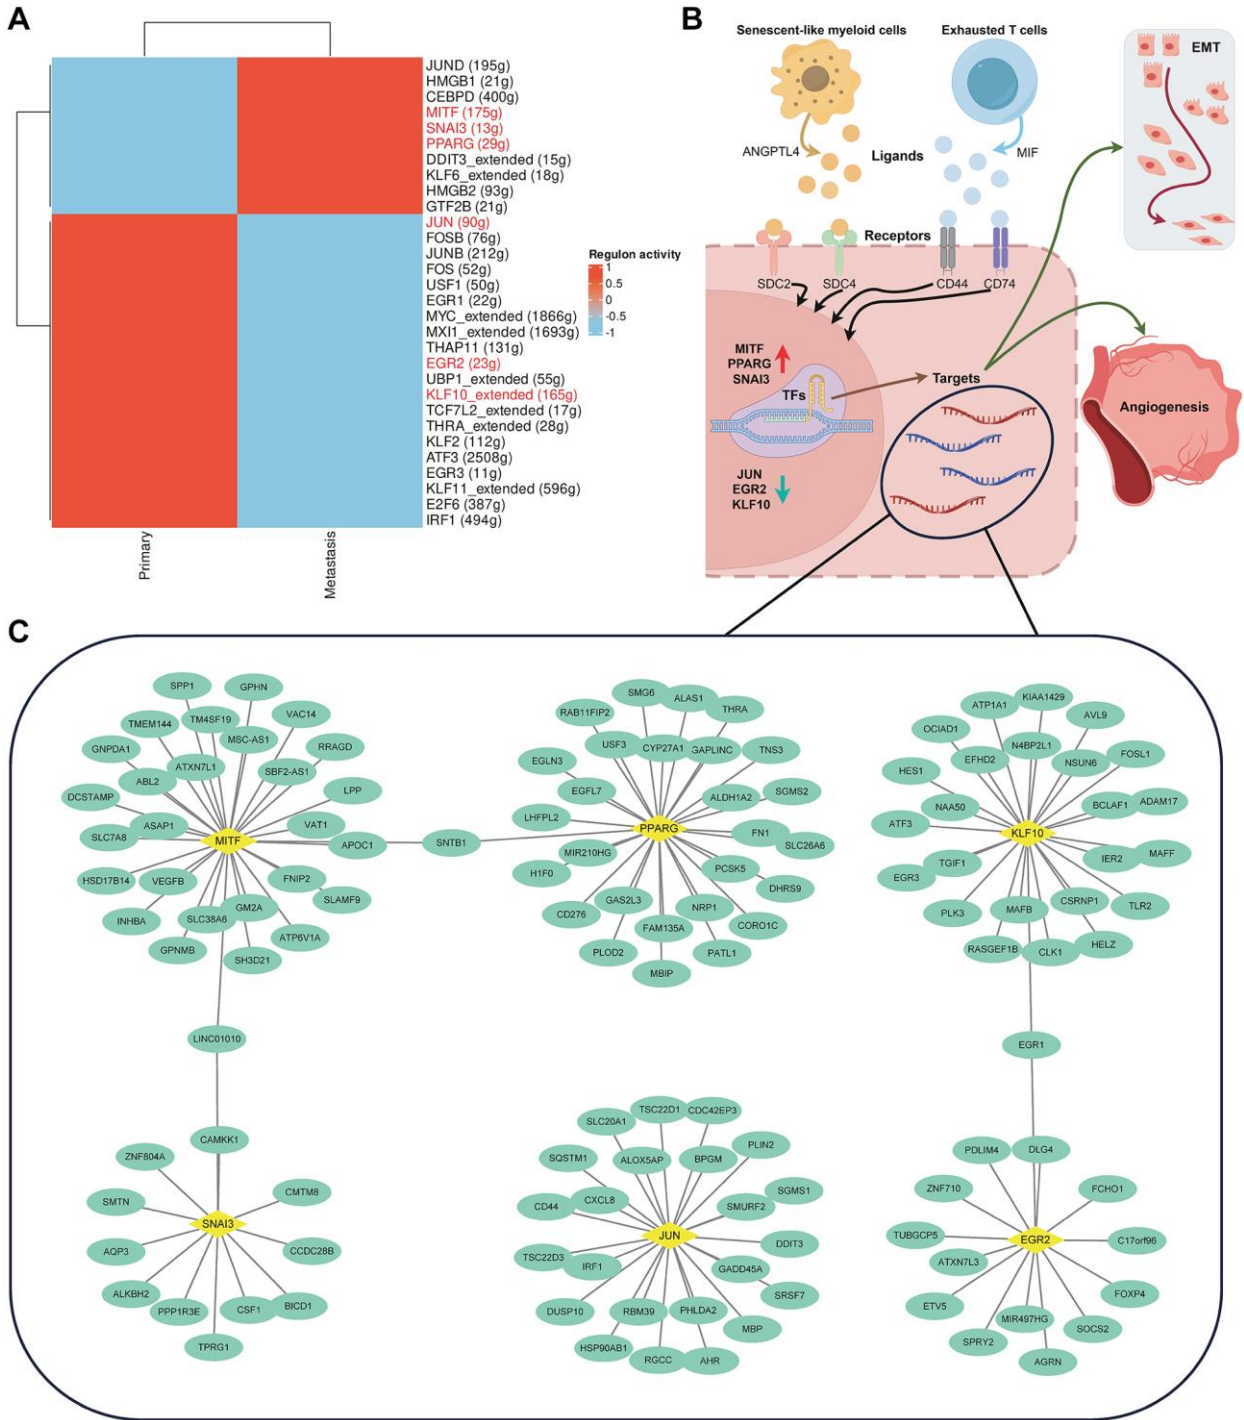 A
JUND (195g)
HMGB1 (21g)
CEBPD (400g)
MITF (175g)
SNAI3 (13g)
PPARG (29g)
DDIT3_extended (15g)
KLF6_extended (18g)
HMGB2 (93g)
GTF2B (21g)
JUN (90g)
FOSB (76g)
JUNB (212g)
FOS (52g)
USF1 (50g)
EGR1 (22g)
MYC_extended (1866g)
MXI1_extended (1693g)
THAP11 (131g)
EGR2 (23g)
UBP1_extended (55g)
KLF10_extended (165g)
TCF7L2_extended (17g)
THRA_extended (28g)
KLF2 (112g)
ATF3 (2508g)
EGR3 (11g)
KLF11_extended (596g)
E2F6 (387g)
IRF1 (494g)
Primary
Metastasis
Regulon activity
1
0.5
0
-0.5
-1
B
Senescent-like myeloid cells
Exhausted T cells
EMT
ANGPTL4
Ligands
MIF
Receptors
SDC2
SDC4
CD44
CD74
MITF
PPARG
SNAI3
TFs
Targets
Angiogenesis
JUN
EGR2
KLF10
C
SPP1
GPHN
TMEM144
TM4SF19
VAC14
MSC-AS1
GNPDA1
RRAGD
ATXN7L1
SBF2-AS1
ABL2
DCSTAMP
LPP
ASAP1
VAT1
SLC7A8
MITF
APOC1
SNTB1
HSD17B14
VEGFB
FNIP2
SLAMF9
INHBA
SLC38A6
GM2A
ATP6V1A
GPNMB
SH3D21
SMG6
ALAS1
RAB11FIP2
THRA
USF3
CYP27A1
GAPLINC
TNS3
EGLN3
EGFL7
ALDH1A2
SGMS2
LHFPL2
PPARG
FN1
SLC26A6
MIR210HG
H1F0
PCSK5
DHRS9
GAS2L3
NRP1
CD276
FAM135A
CORO1C
PLOD2
PATL1
MBIP
KIAA1429
ATP1A1
AVL9
OCIAD1
N4BP2L1
EFHD2
NSUN6
FOSL1
HES1
NAA50
BCLAF1
ADAM17
ATF3
KLF10
TGIF1
IER2
MAFF
EGR3
CSRNP1
TLR2
PLK3
MAFB
RASGEF1B
CLK1
HELZ
LINC01010
EGR1
CAMKK1
ZNF804A
SMTN
CMTM8
SNAI3
AQP3
CCDC28B
ALKBH2
PPP1R3E
CSF1
BICD1
TPRG1
TSC22D1
CDC42EP3
SLC20A1
PLIN2
SQSTM1
ALOX5AP
BPGM
CD44
CXCL8
SGMS1
SMURF2
JUN
DDIT3
TSC22D3
IRF1
GADD45A
SRSF7
DUSP10
RBM39
PHLDA2
MBP
HSP90AB1
RGCC
AHR
PDLIM4
DLG4
ZNF710
FCHO1
TUBGCP5
EGR2
C17orf96
ATXN7L3
FOXP4
ETV5
MIR497HG
SOCS2
SPRY2
AGRN